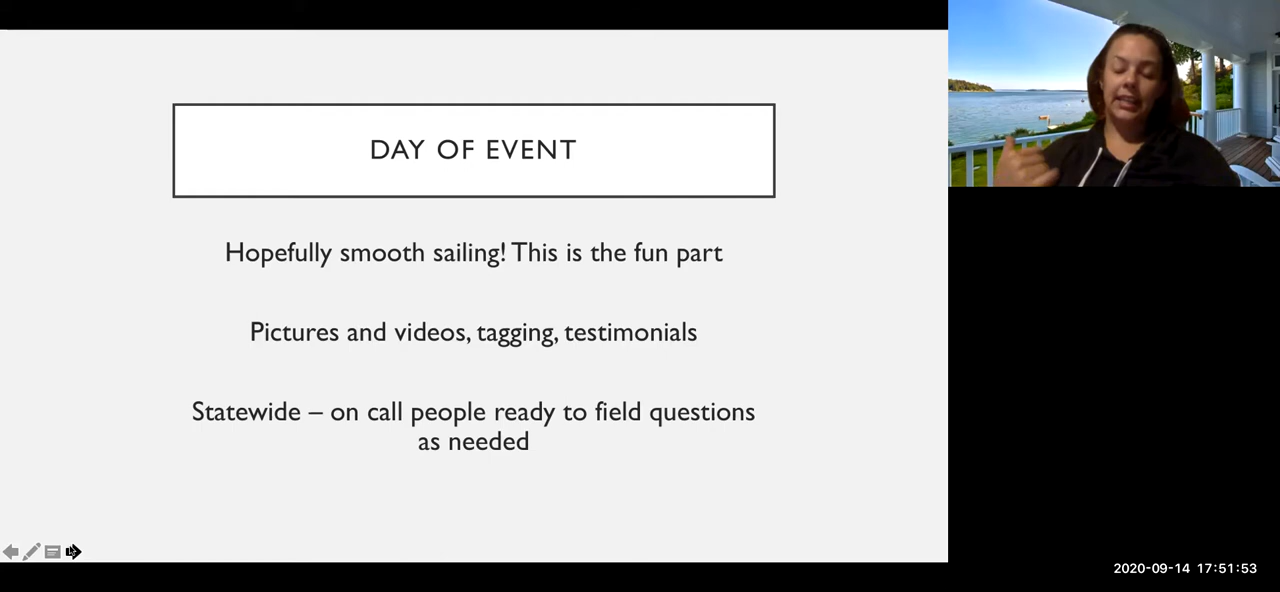 DAY OF EVENT
Hopefully smooth sailing! This is the fun part
Pictures and videos, tagging, testimonials
Statewide – on call people ready to field questions
as needed
2020-09-14 17:51:53